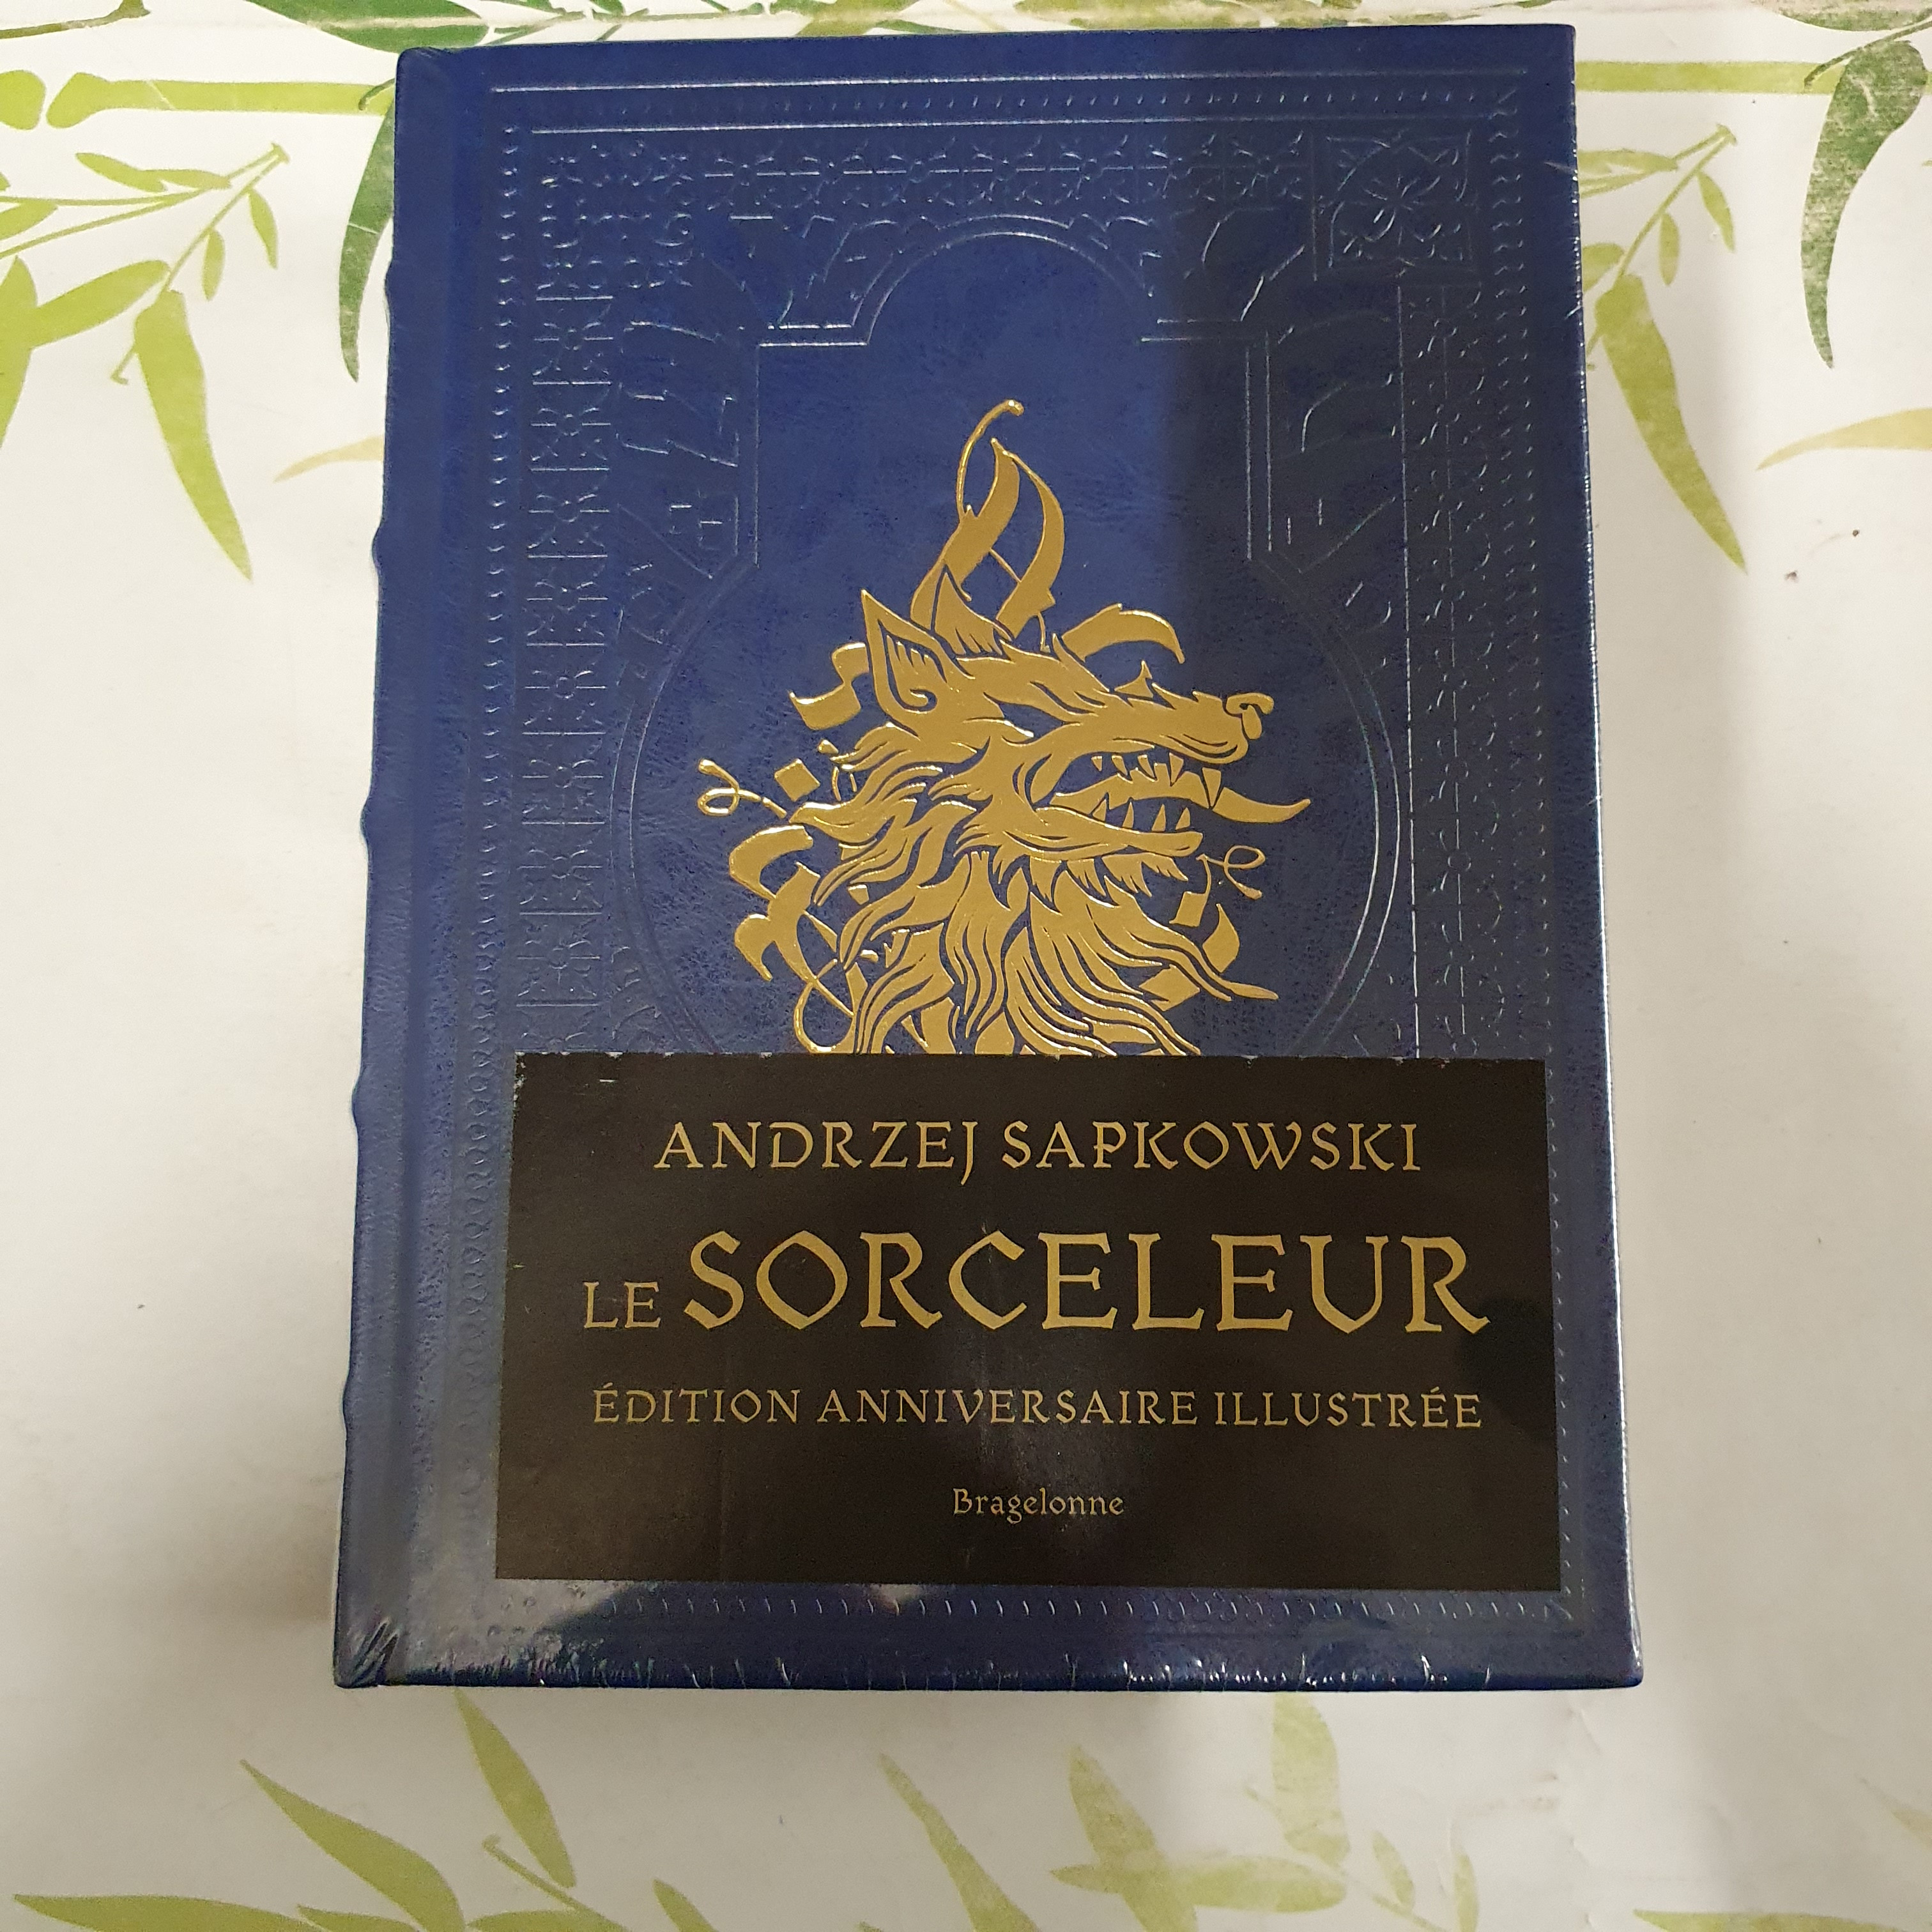 ANDRZEJ SAPKOWSKI
LE SORCELEUR
ÉDITION ANNIVERSAIRE ILLUSTRÉE
Bragelonne